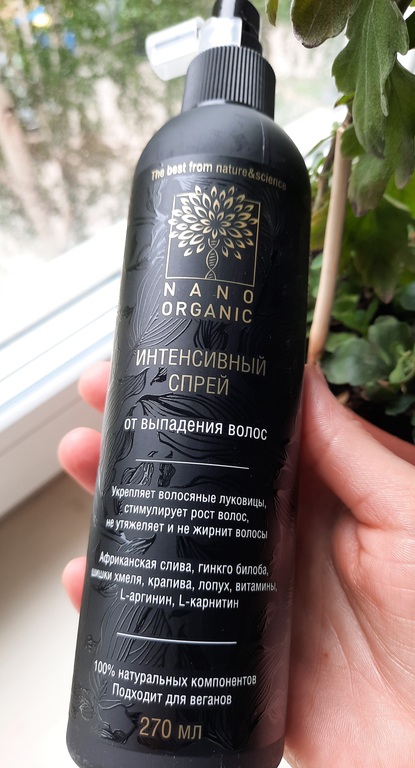 The best from nature&science
NANO
ORGANIC
ИНТЕНСИВНЫЙ
СПРЕЙ
от выпадения волос
Укрепляет волосяные луковицы,
стимулирует рост волос,
не утяжеляет и не жирнит волосы
Африканская слива, гинкго билоба,
шишки хмеля, крапива, лопух, витамины,
L-аргинин, L-карнитин
100% натуральных компонентов
Подходит для веганов
270 мл